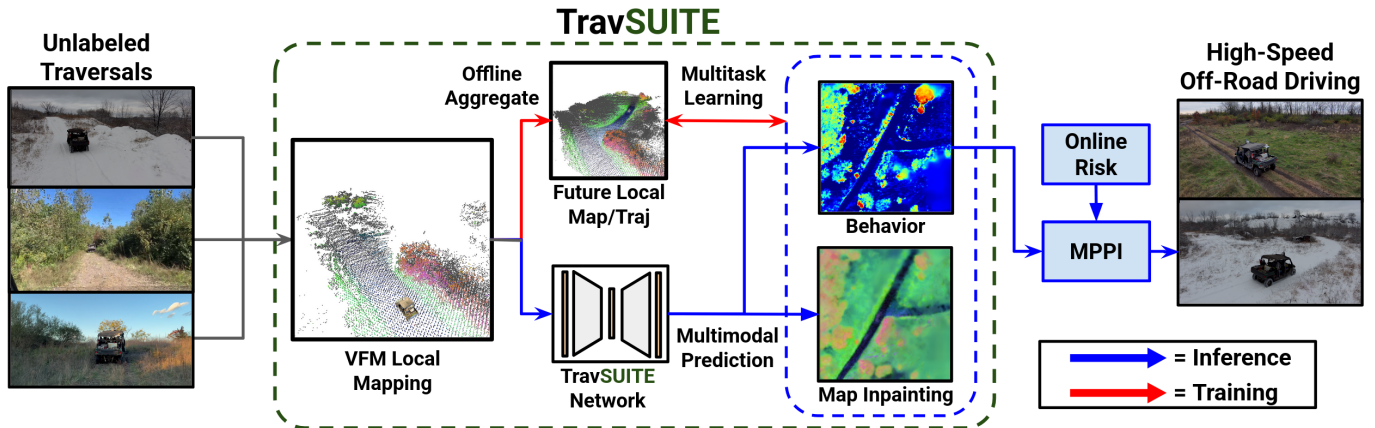 TravSUITE
Unlabeled
Traversals
Offline
Aggregate
Multitask
Learning
High-Speed
Off-Road Driving
Future Local
Map/Traj
Behavior
Online
Risk
MPPI
VFM Local
Mapping
TravSUITE
Network
Multimodal
Prediction
Map Inpainting
= Inference
= Training